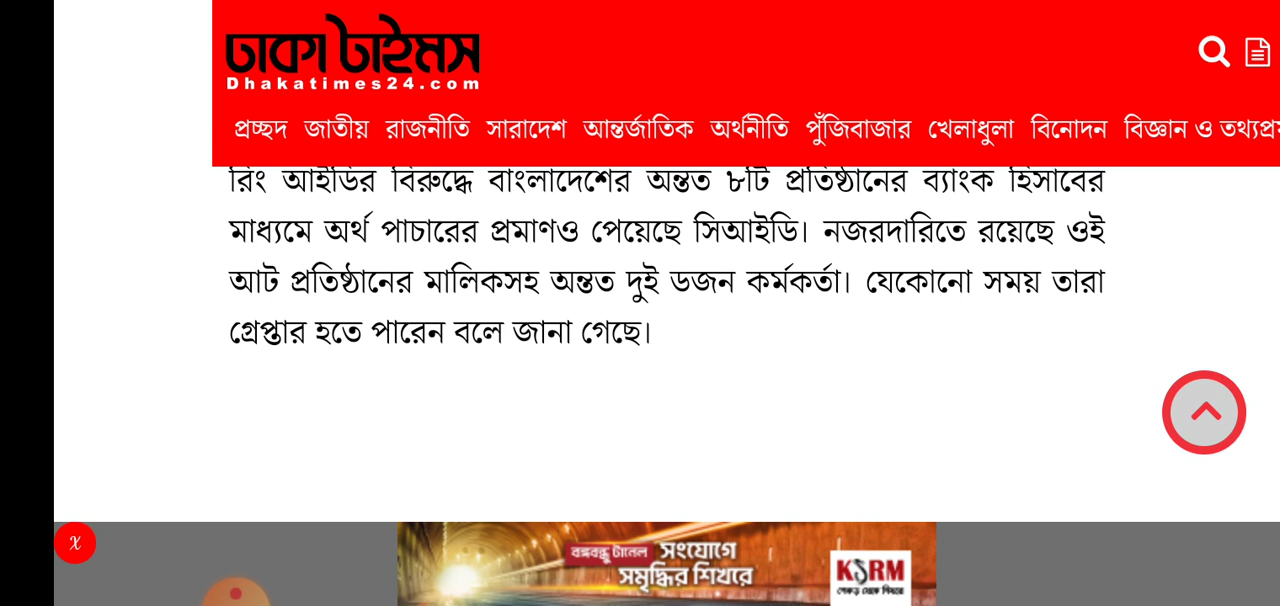 ঢাকা টাইমস
Dhakatimes24.com
প্রচ্ছদ জাতীয় রাজনীতি সারাদেশ আন্তর্জাতিক অর্থনীতি পুঁজিবাজার খেলাধুলা বিনোদন বিজ্ঞান ও তথ্যপ্র
রিং আইডির বিরুদ্ধে বাংলাদেশের অন্তত ৮টি প্রতিষ্ঠানের ব্যাংক হিসাবের
মাধ্যমে অর্থ পাচারের প্রমাণও পেয়েছে সিআইডি। নজরদারিতে রয়েছে ওই
আট প্রতিষ্ঠানের মালিকসহ অন্তত দুই ডজন কর্মকর্তা। যেকোনো সময় তারা
গ্রেপ্তার হতে পারেন বলে জানা গেছে।
x
বঙ্গবন্ধু টানেল সংযোগে
সমৃদ্ধির শিখরে
KSRM
শেকড় থেকে শিখরে